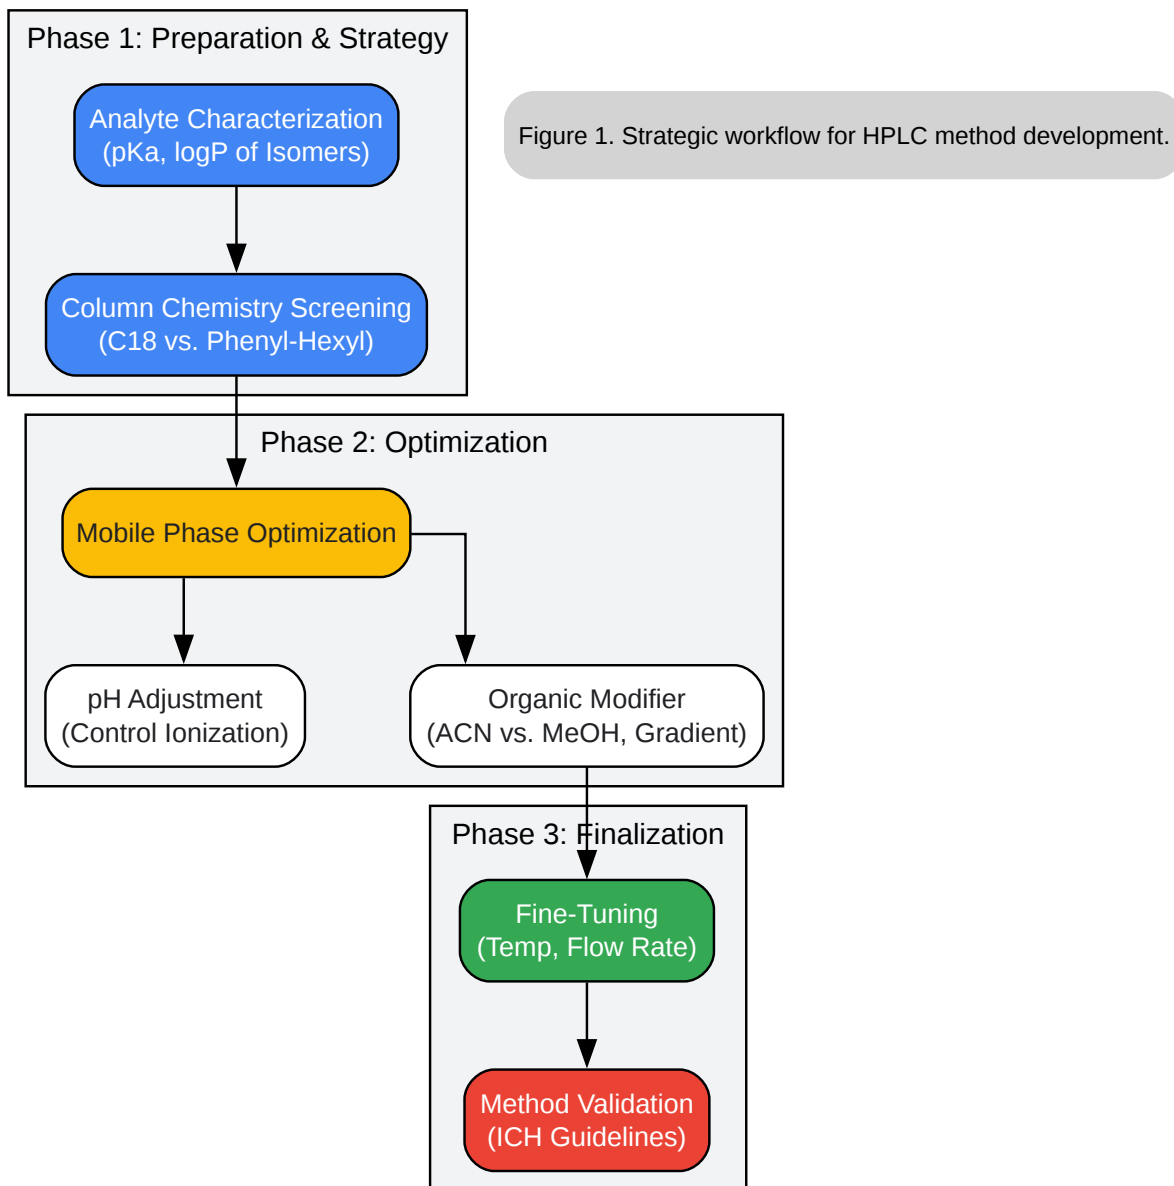 Phase 1: Preparation & Strategy
Analyte Characterization
(pKa, logP of Isomers)
Figure 1. Strategic workflow for HPLC method development.
Column Chemistry Screening
(C18 vs. Phenyl-Hexyl)
Phase 2: Optimization
Mobile Phase Optimization
pH Adjustment
(Control Ionization)
Organic Modifier
(ACN vs. MeOH, Gradient)
Phase 3: Finalization
Fine-Tuning
(Temp, Flow Rate)
Method Validation
(ICH Guidelines)